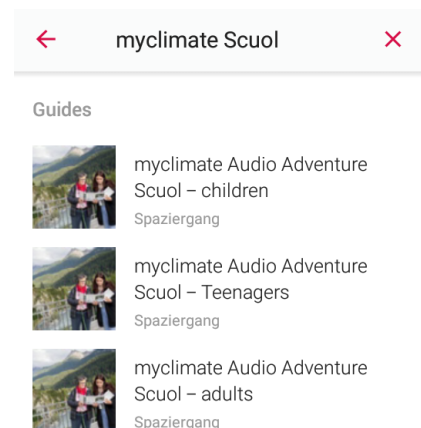 myclimate Scuol
Guides
myclimate Audio Adventure
Scuol – children
Spaziergang
myclimate Audio Adventure
Scuol – Teenagers
Spaziergang
myclimate Audio Adventure
Scuol – adults
Spaziergang